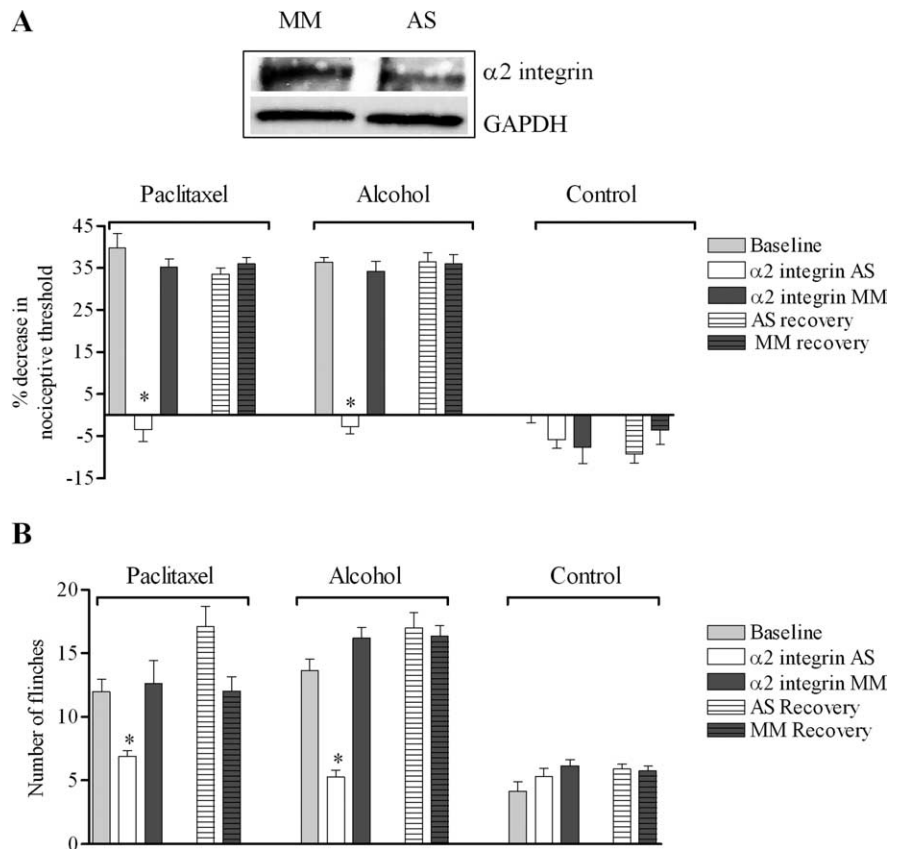 A
MM AS
α2 integrin
GAPDH
Paclitaxel Alcohol Control
% decrease in
nociceptive threshold
45
35
25
15
5
-5
-15
* *
Baseline
α2 integrin AS
α2 integrin MM
AS recovery
MM recovery
B
Paclitaxel Alcohol Control
Number of flinches
20
15
10
5
0
* *
Baseline
α2 integrin AS
α2 integrin MM
AS Recovery
MM Recovery